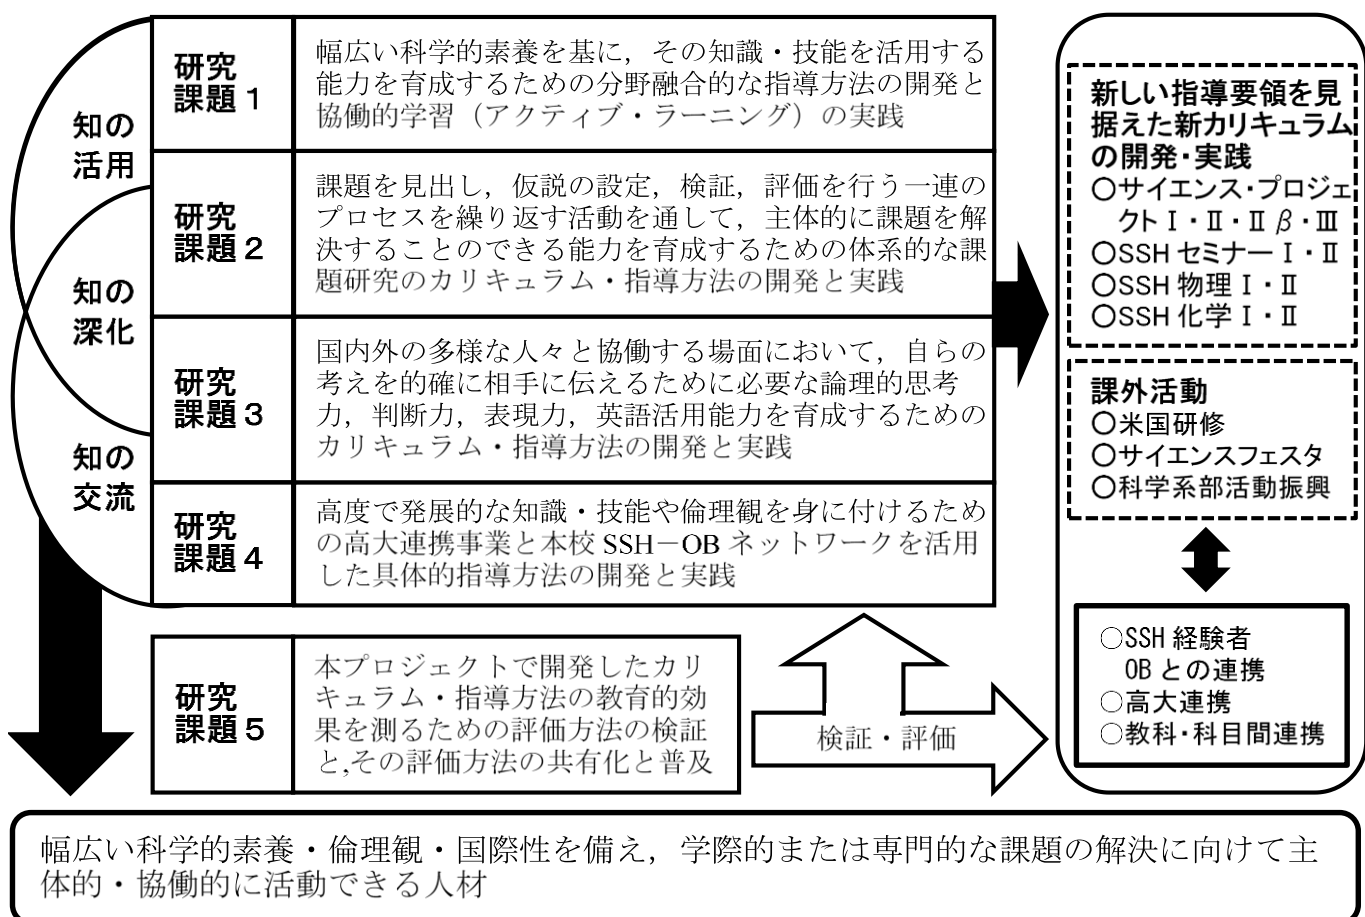 知の
活用
知の
深化
知の
交流
研究
課題１
幅広い科学的素養を基に，その知識・技能を活用する
能力を育成するための分野融合的な指導方法の開発と
協働的学習（アクティブ・ラーニング）の実践
研究
課題２
課題を見出し，仮説の設定，検証，評価を行う一連の
プロセスを繰り返す活動を通して，主体的に課題を解
決することのできる能力を育成するための体系的な課
題研究のカリキュラム・指導方法の開発と実践
研究
課題３
国内外の多様な人々と協働する場面において，自らの
考えを的確に相手に伝えるために必要な論理的思考
力，判断力，表現力，英語活用能力を育成するための
カリキュラム・指導方法の開発と実践
研究
課題４
高度で発展的な知識・技能や倫理観を身に付けるため
の高大連携事業と本校 SSH－OB ネットワークを活用
した具体的指導方法の開発と実践
研究
課題５
本プロジェクトで開発したカリ
キュラム・指導方法の教育的効
果を測るための評価方法の検証
と,その評価方法の共有化と普及
検証・評価
新しい指導要領を見
据えた新カリキュラム
の開発・実践
○サイエンス・プロジェ
クトⅠ・Ⅱ・Ⅱβ・Ⅲ
○SSH セミナーⅠ・Ⅱ
○SSH 物理Ⅰ・Ⅱ
○SSH 化学Ⅰ・Ⅱ
課外活動
○米国研修
○サイエンスフェスタ
○科学系部活動振興
○SSH 経験者
OB との連携
○高大連携
○教科・科目間連携
幅広い科学的素養・倫理観・国際性を備え，学際的または専門的な課題の解決に向けて主
体的・協働的に活動できる人材